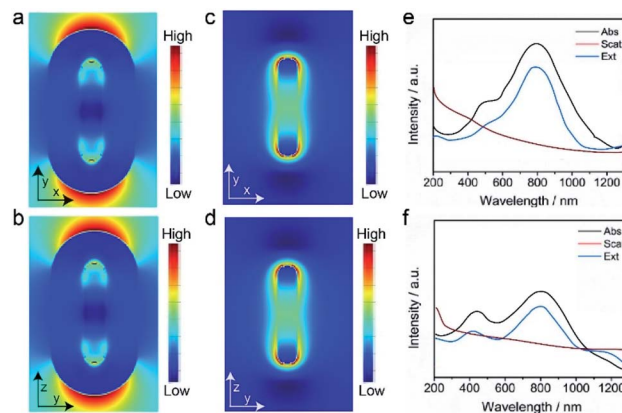 a
High
Low
y
x
c
High
Low
y
x
e
Abs
Scat
Ext
Intensity / a.u.
200 400 600 800 1000 1200
Wavelength / nm
b
High
Low
z
y
d
High
Low
z
y
f
Abs
Scat
Ext
Intensity / a.u.
200 400 600 800 1000 1200
Wavelength / nm